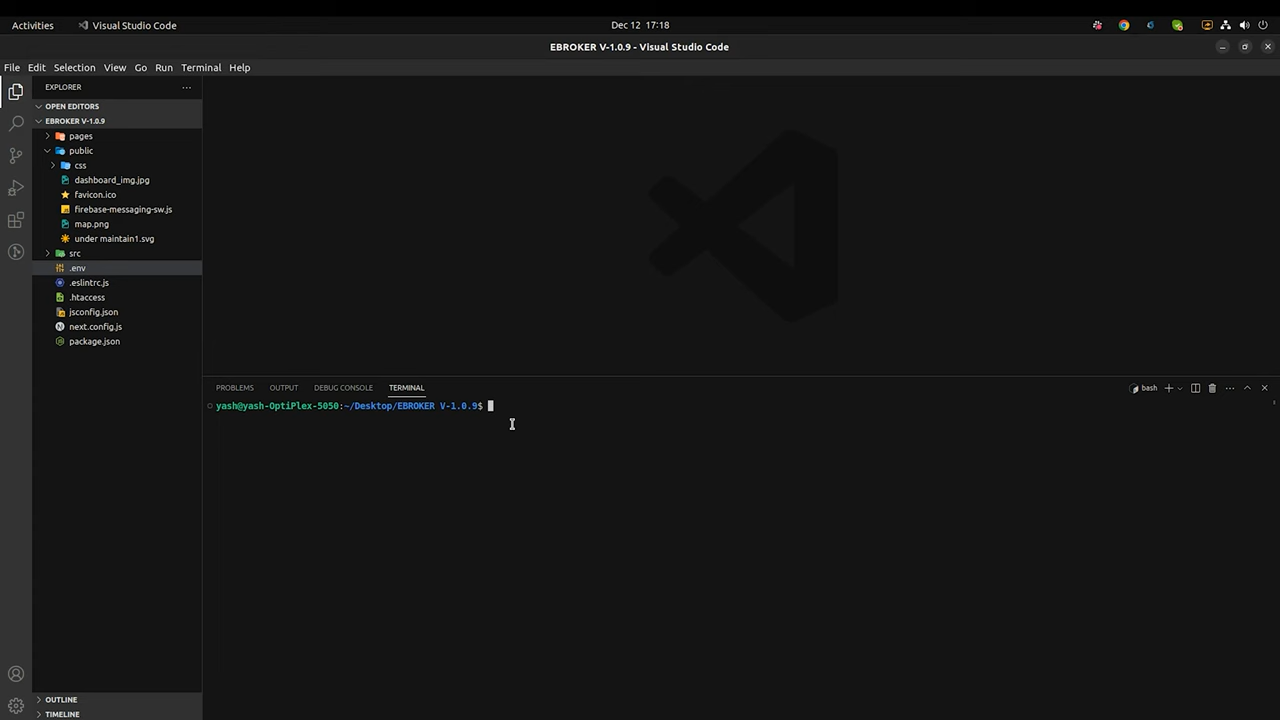 Activities
Visual Studio Code
Dec 12 17:18
EBROKER V-1.0.9 - Visual Studio Code
File Edit Selection View Go Run Terminal Help
EXPLORER
OPEN EDITORS
EBROKER V-1.0.9
pages
public
css
dashboard_img.jpg
favicon.ico
firebase-messaging-sw.js
map.png
under maintain1.svg
src
.env
.eslintrc.js
.htaccess
jsconfig.json
next.config.js
package.json
OUTLINE
TIMELINE
PROBLEMS OUTPUT DEBUG CONSOLE TERMINAL
bash
yash@yash-OptiPlex-5050:~/Desktop/EBROKER V-1.0.9$